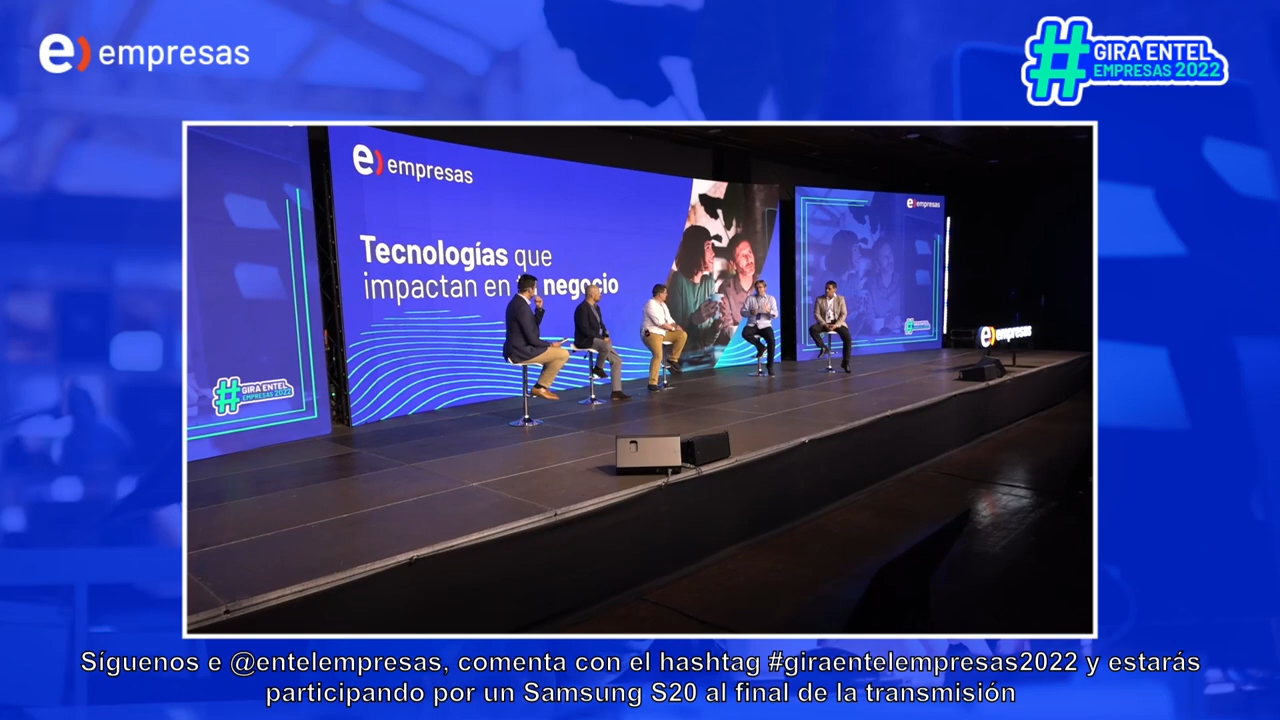 e) empresas
# GIRA ENTEL
EMPRESAS 2022
e) empresas
Tecnologías que
impactan en negocio
e) empresas
# GIRA ENTEL
EMPRESAS 2022
e) empresas
Síguenos e @entelempresas, comenta con el hashtag #giraentelempresas2022 y estarás
participando por un Samsung S20 al final de la transmisión